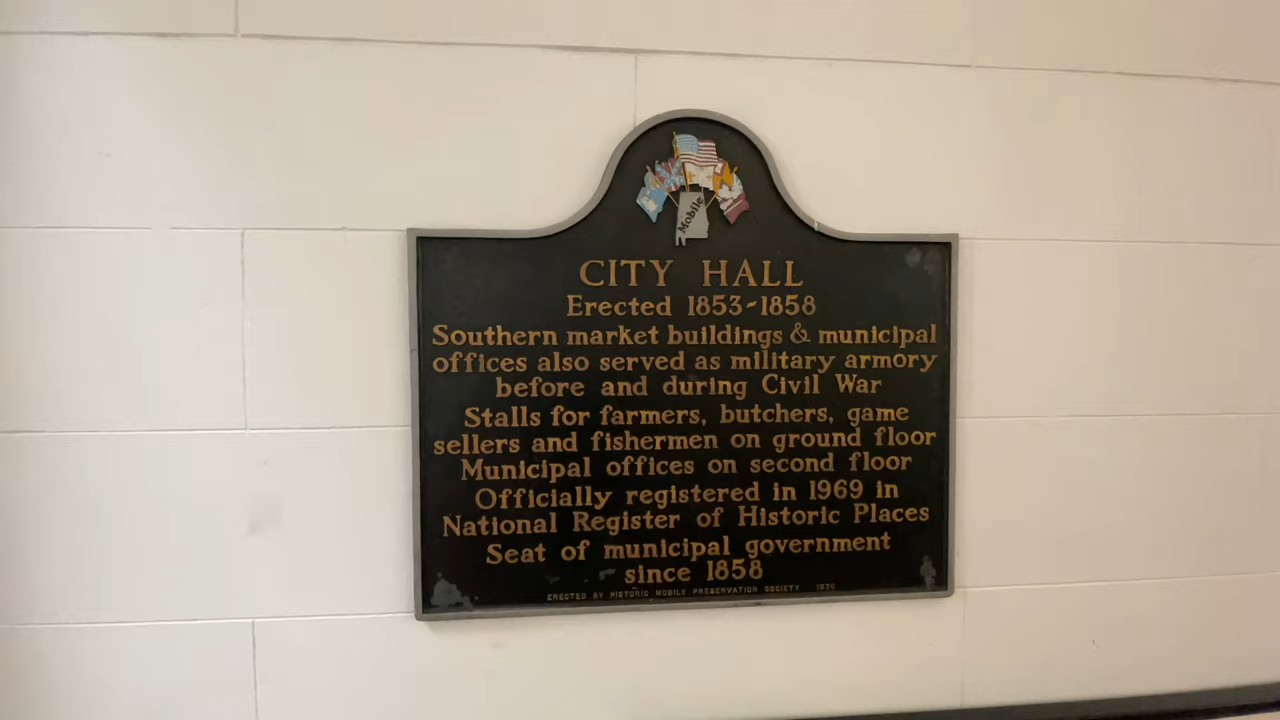 Mobile
CITY HALL
Erected 1853~1858
Southern market buildings & municipal
offices also served as military armory
before and during Civil War
Stalls for farmers, butchers, game
sellers and fishermen on ground floor
Municipal offices on second floor
Officially registered in 1969 in
National Register of Historic Places
Seat of municipal government
since 1858
ERECTED BY HISTORIC MOBILE PRESERVATION SOCIETY